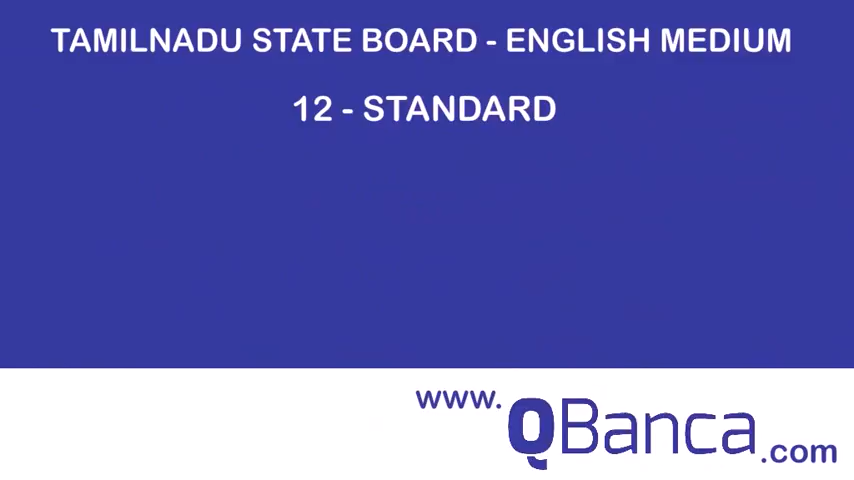 TAMILNADU STATE BOARD - ENGLISH MEDIUM
12 - STANDARD
www.QBanca.com